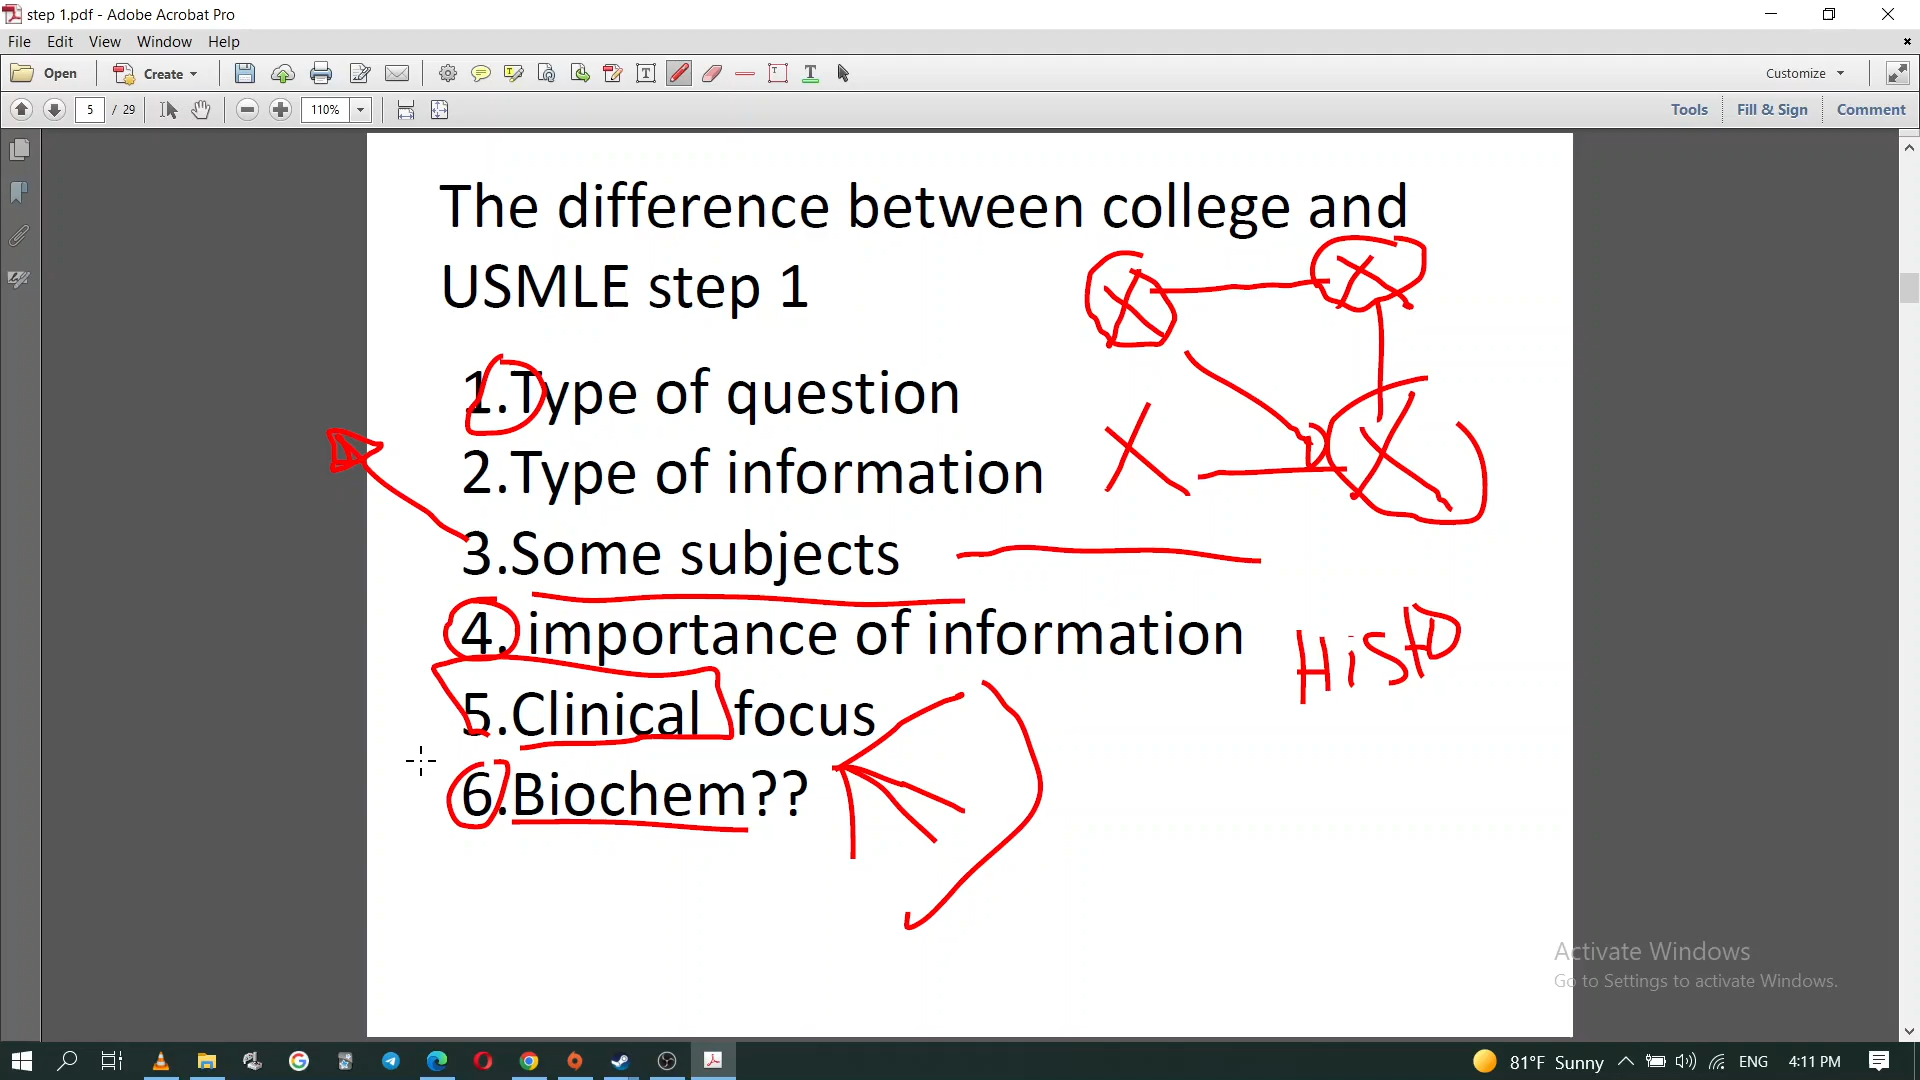 step 1.pdf - Adobe Acrobat Pro
File Edit View Window Help
Open Create Customize
5 / 29 110% Tools Fill & Sign Comment
The difference between college and
USMLE step 1
X X
1.Type of question
2.Type of information X X
3.Some subjects
4. importance of information Histo
5.Clinical focus
6.Biochem??
Activate Windows
Go to Settings to activate Windows.
81°F Sunny ENG 4:11 PM